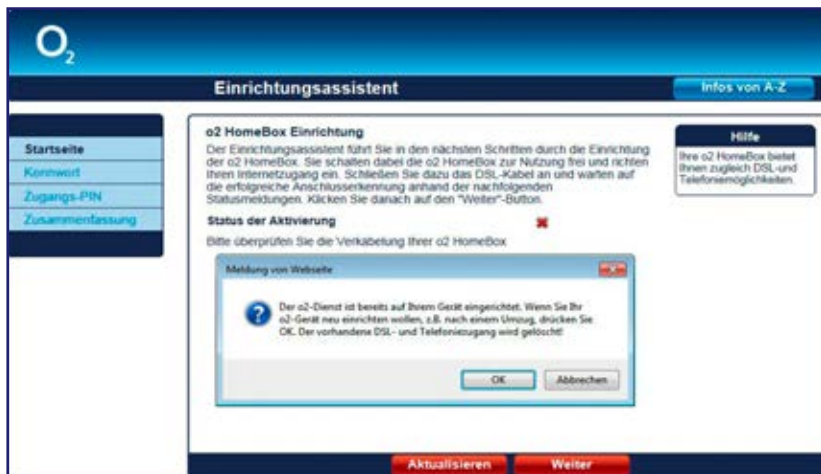 O2
Einrichtungsassistent
Infos von A-Z
Startseite
Kennwort
Zugangs-PIN
Zusammenfassung
o2 HomeBox Einrichtung
Der Einrichtungsassistent führt Sie in den nächsten Schritten durch die Einrichtung
der o2 HomeBox. Sie schalten dabei die o2 HomeBox zur Nutzung frei und richten
Ihren Internetzugang ein. Schließen Sie dazu das DSL-Kabel an und warten auf
die erfolgreiche Anschlusserkennung anhand der nachfolgenden
Statusmeldungen. Klicken Sie danach auf den "Weiter"-Button.
Status der Aktivierung
Bitte überprüfen Sie die Verkabelung Ihrer o2 HomeBox
Meldung von Webseite
Der o2-Dienst ist bereits auf Ihrem Gerät eingerichtet. Wenn Sie Ihr
o2-Gerät neu einrichten wollen, z.B. nach einem Umzug, drücken Sie
OK. Der vorhandene DSL- und Telefoniezugang wird gelöscht!
OK
Abbrechen
Hilfe
Ihre o2 HomeBox bietet
Ihnen zugleich DSL-und
Telefoniemöglichkeiten.
Aktualisieren
Weiter